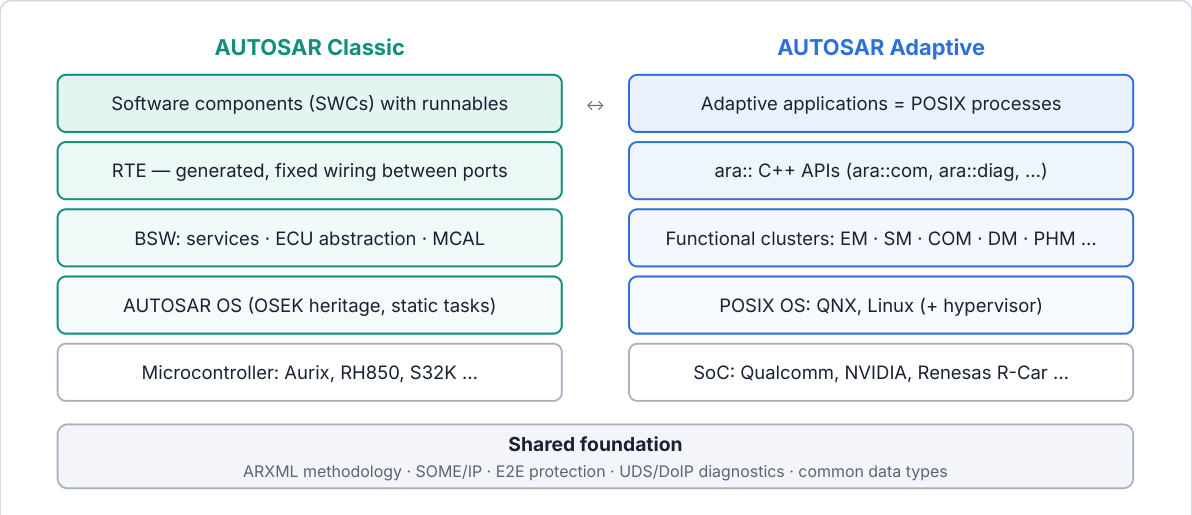 AUTOSAR Classic
AUTOSAR Adaptive
Software components (SWCs) with runnables
↔
Adaptive applications = POSIX processes
RTE — generated, fixed wiring between ports
ara:: C++ APIs (ara::com, ara::diag, …)
BSW: services · ECU abstraction · MCAL
Functional clusters: EM · SM · COM · DM · PHM …
AUTOSAR OS (OSEK heritage, static tasks)
POSIX OS: QNX, Linux (+ hypervisor)
Microcontroller: Aurix, RH850, S32K …
SoC: Qualcomm, NVIDIA, Renesas R-Car …
Shared foundation
ARXML methodology · SOME/IP · E2E protection · UDS/DoIP diagnostics · common data types